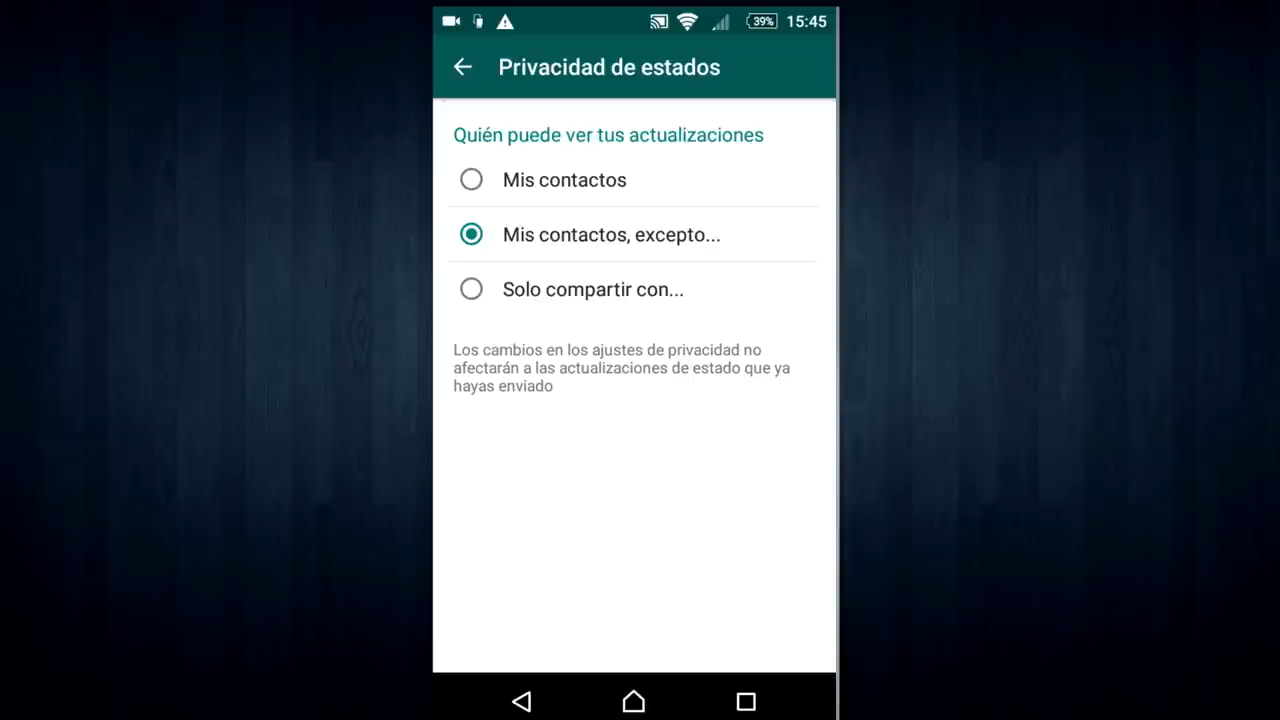 39% 15:45
Privacidad de estados
Quién puede ver tus actualizaciones
Mis contactos
Mis contactos, excepto...
Solo compartir con...
Los cambios en los ajustes de privacidad no
afectarán a las actualizaciones de estado que ya
hayas enviado